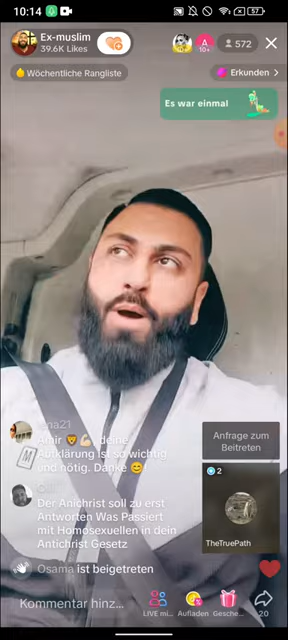 10:14
57
Ex-muslim
39.6K Likes
10+
572
Wöchentliche Rangliste
Erkunden
Es war einmal
Amir 🦁💪 deine
Aufklärung ist so wichtig
und nötig. Danke 😊!
Der Anichrist soll zu erst
Antworten Was Passiert
mit Homosexuellen in dein
Antichrist Gesetz
Osama ist beigetreten
Anfrage zum
Beitreten
2
TheTruePath
Kommentar hinz...
LIVE mi...
Aufladen
Gesche...
20